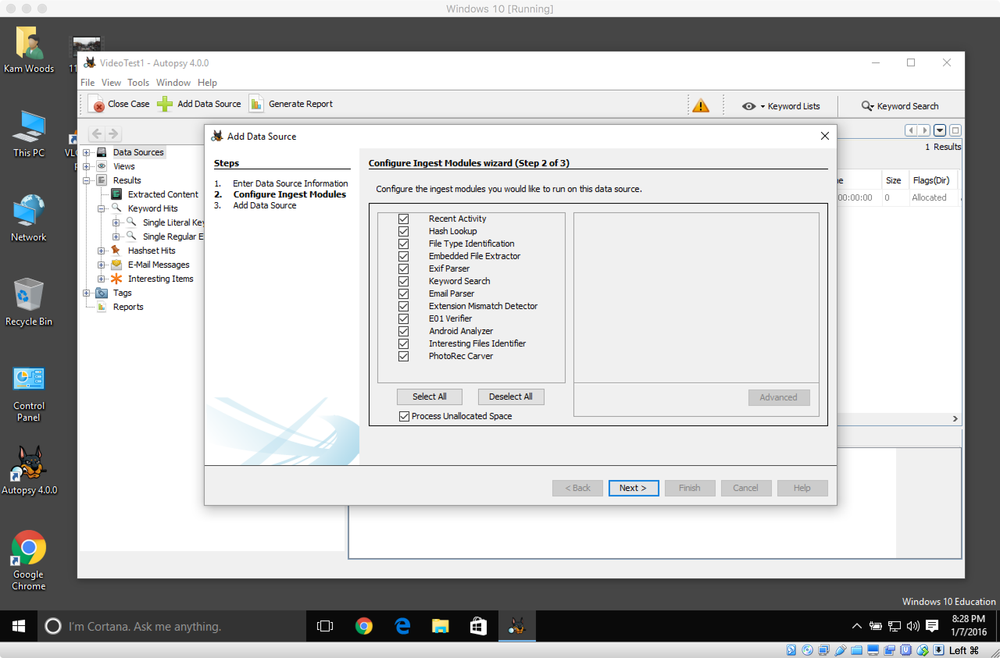 Windows 10 [Running]
Kam Woods
11
This PC
VLC
p
Network
Recycle Bin
Control
Panel
Autopsy 4.0.0
Google
Chrome
VideoTest1 - Autopsy 4.0.0
File View Tools Window Help
Close Case Add Data Source Generate Report Keyword Lists Keyword Search
Data Sources
Views
Results
Extracted Content
Keyword Hits
Single Literal Key
Single Regular E
Hashset Hits
E-Mail Messages
Interesting Items
Tags
Reports
1 Results
Size Flags(Dir)
00:00:00 0 Allocated
Add Data Source
Steps
1. Enter Data Source Information
2. Configure Ingest Modules
3. Add Data Source
Configure Ingest Modules wizard (Step 2 of 3)
Configure the ingest modules you would like to run on this data source.
Recent Activity
Hash Lookup
File Type Identification
Embedded File Extractor
Exif Parser
Keyword Search
Email Parser
Extension Mismatch Detector
E01 Verifier
Android Analyzer
Interesting Files Identifier
PhotoRec Carver
Select All Deselect All
Process Unallocated Space
Advanced
< Back Next > Finish Cancel Help
Windows 10 Education
I'm Cortana. Ask me anything.
8:28 PM
1/7/2016
Left ⌘